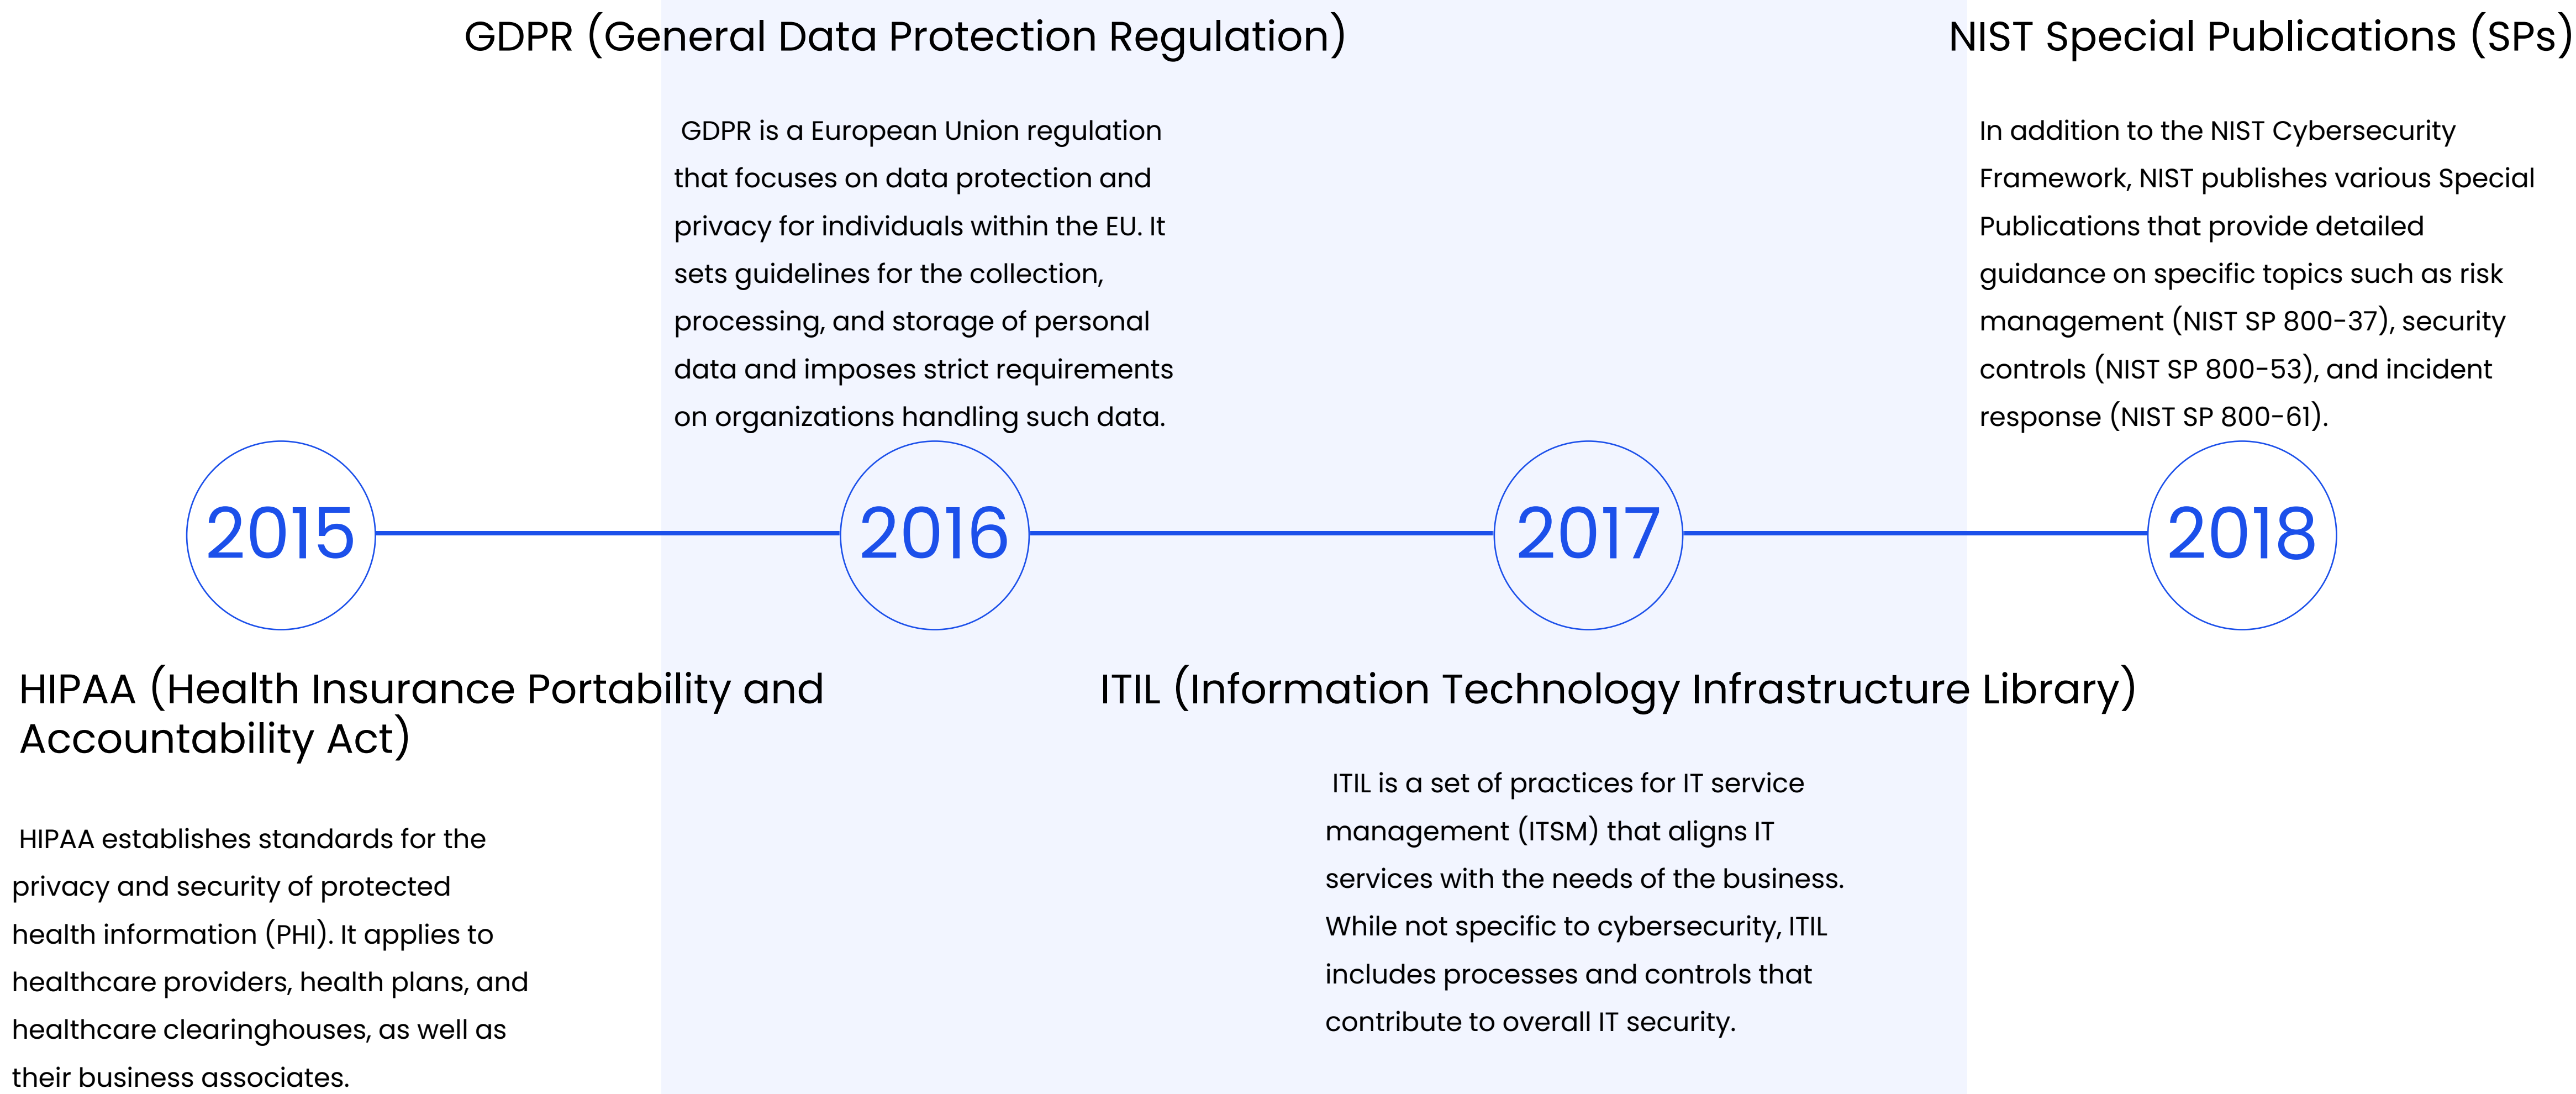 GDPR (General Data Protection Regulation)
GDPR is a European Union regulation
that focuses on data protection and
privacy for individuals within the EU. It
sets guidelines for the collection,
processing, and storage of personal
data and imposes strict requirements
on organizations handling such data.
NIST Special Publications (SPs)
In addition to the NIST Cybersecurity
Framework, NIST publishes various Special
Publications that provide detailed
guidance on specific topics such as risk
management (NIST SP 800-37), security
controls (NIST SP 800-53), and incident
response (NIST SP 800-61).
2015
2016
2017
2018
HIPAA (Health Insurance Portability and
Accountability Act)
HIPAA establishes standards for the
privacy and security of protected
health information (PHI). It applies to
healthcare providers, health plans, and
healthcare clearinghouses, as well as
their business associates.
ITIL (Information Technology Infrastructure Library)
ITIL is a set of practices for IT service
management (ITSM) that aligns IT
services with the needs of the business.
While not specific to cybersecurity, ITIL
includes processes and controls that
contribute to overall IT security.